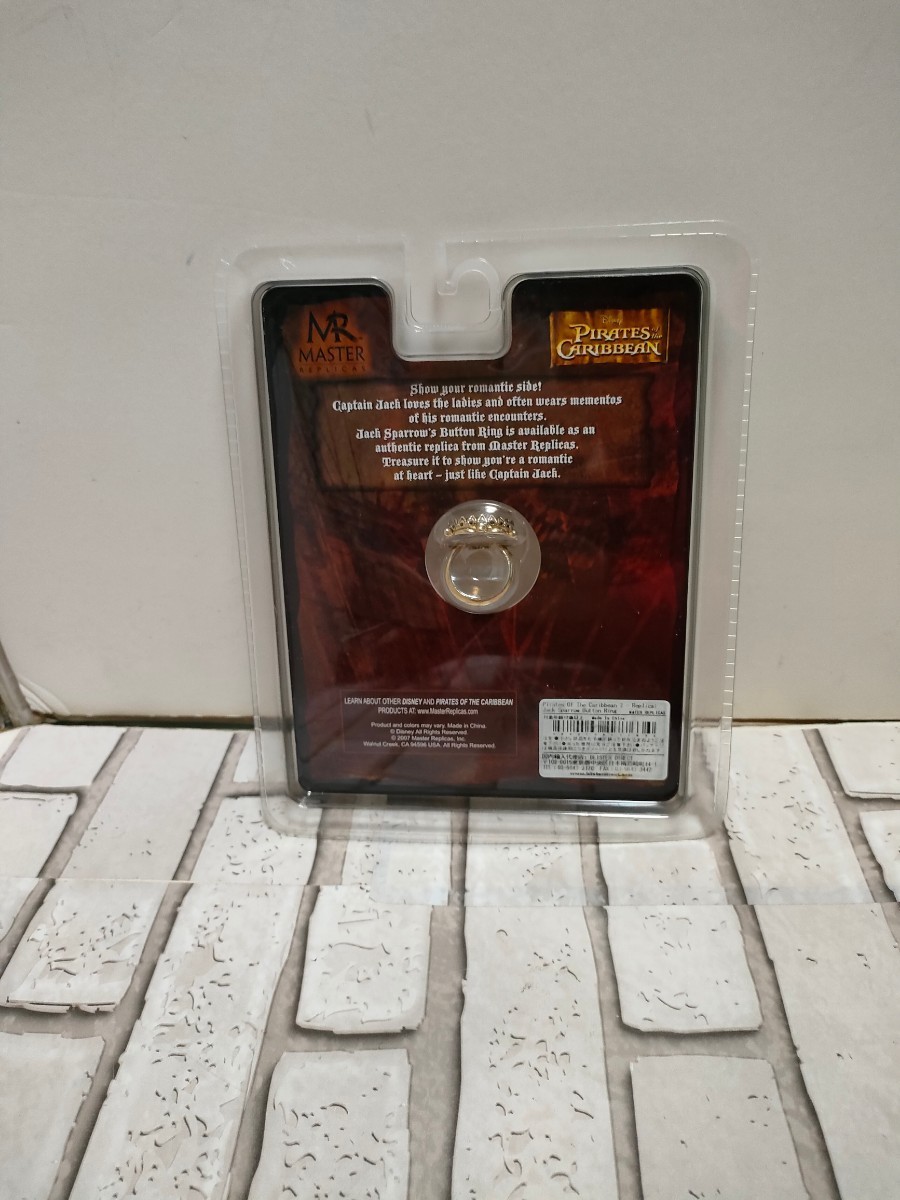 MR
MASTER
REPLICAS
Disney
PIRATES of the
CARIBBEAN
Show your romantic side!
Captain Jack loves the ladies and often wears mementos
of his romantic encounters.
Jack Sparrow's Button Ring is available as an
authentic replica from Master Replicas.
Treasure it to show you're a romantic
at heart – just like Captain Jack.
LEARN ABOUT OTHER DISNEY AND PIRATES OF THE CARIBBEAN
PRODUCTS AT: www.MasterReplicas.com
Product and colors may vary. Made in China.
© Disney All Rights Reserved.
© 2007 Master Replicas, Inc.
Walnut Creek, CA 94596 USA. All Rights Reserved.
Pirates Of The Caribbean 3 - Replica:
Jack Sparrow Button Ring
Made In China